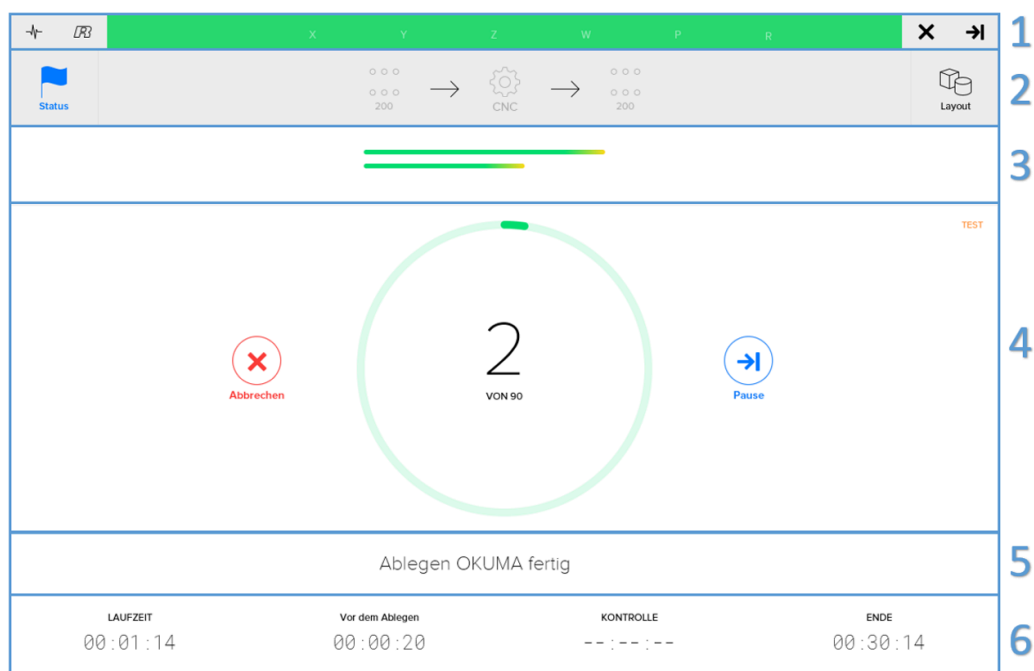 X Y Z W P R
1
Status
200
CNC
200
Layout
2
3
TEST
2
VON 90
Abbrechen
Pause
4
Ablegen OKUMA fertig
5
LAUFZEIT Vor dem Ablegen KONTROLLE ENDE
00:01:14 00:00:20 --:--:-- 00:30:14
6